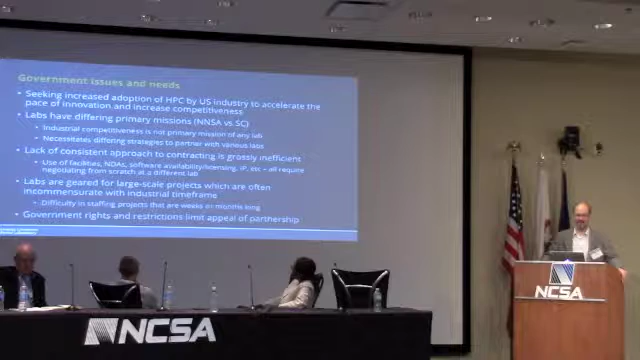 Government issues and needs
• Seeking increased adoption of HPC by US industry to accelerate the
pace of innovation and increase competitiveness
• Labs have differing primary missions (NNSA vs SC)
• Industrial competitiveness is not primary mission of any lab
• Necessitates differing strategies to partner with various labs
• Lack of consistent approach to contracting is grossly inefficient
• Use of facilities, NDAs, software availability/licensing, IP, etc – all require
negotiating from scratch at a different lab
• Labs are geared for large-scale projects which are often
incommensurate with industrial timeframe
• Difficulty in staffing projects that are weeks or months long
• Government rights and restrictions limit appeal of partnership
NCSA
NCSA